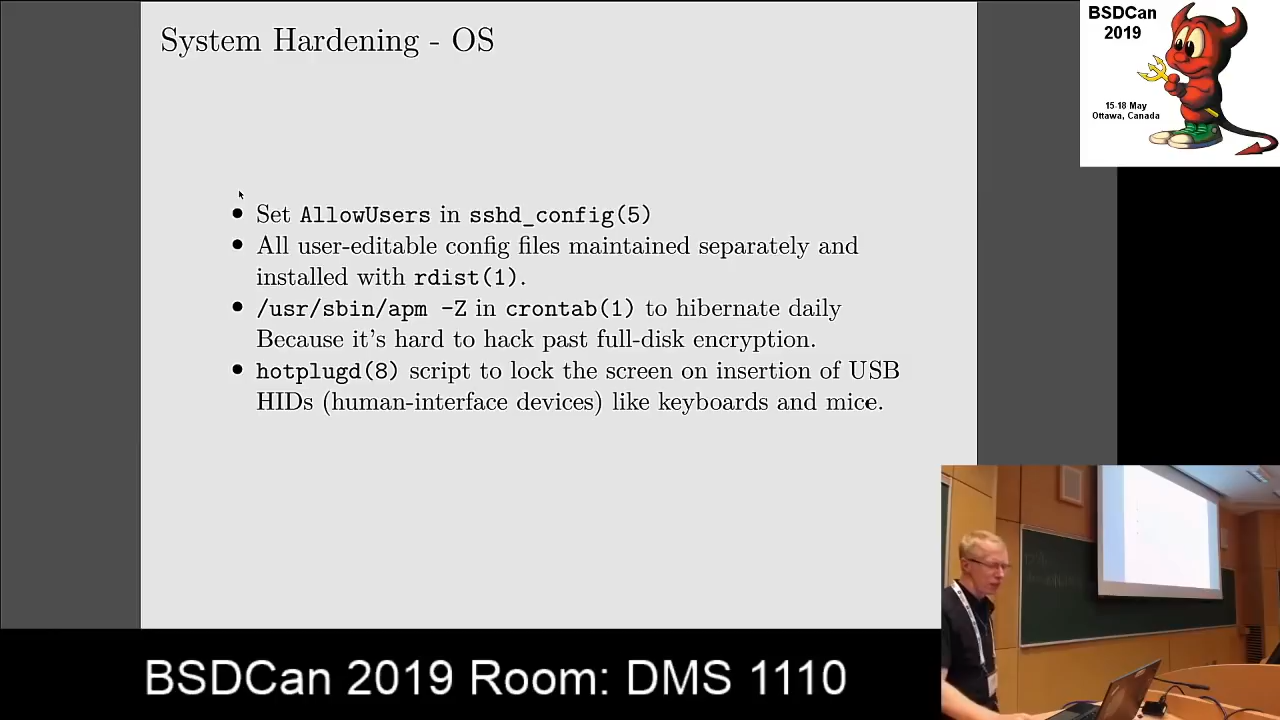 System Hardening - OS
BSDCan
2019
15-18 May
Ottawa, Canada
• Set AllowUsers in sshd_config(5)
• All user-editable config files maintained separately and
installed with rdist(1).
• /usr/sbin/apm -Z in crontab(1) to hibernate daily
Because it's hard to hack past full-disk encryption.
• hotplugd(8) script to lock the screen on insertion of USB
HIDs (human-interface devices) like keyboards and mice.
BSDCan 2019 Room: DMS 1110